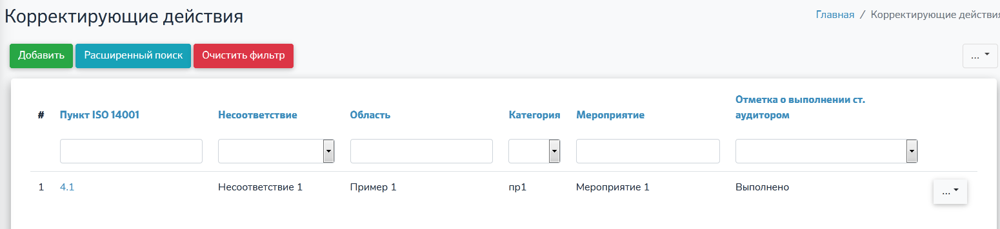 Корректирующие действия
Главная / Корректирующие действия
Добавить Расширенный поиск Очистить фильтр ...
# Пункт ISO 14001 Несоответствие Область Категория Мероприятие Отметка о выполнении ст.
аудитором
1 4.1 Несоответствие 1 Пример 1 пр1 Мероприятие 1 Выполнено ...